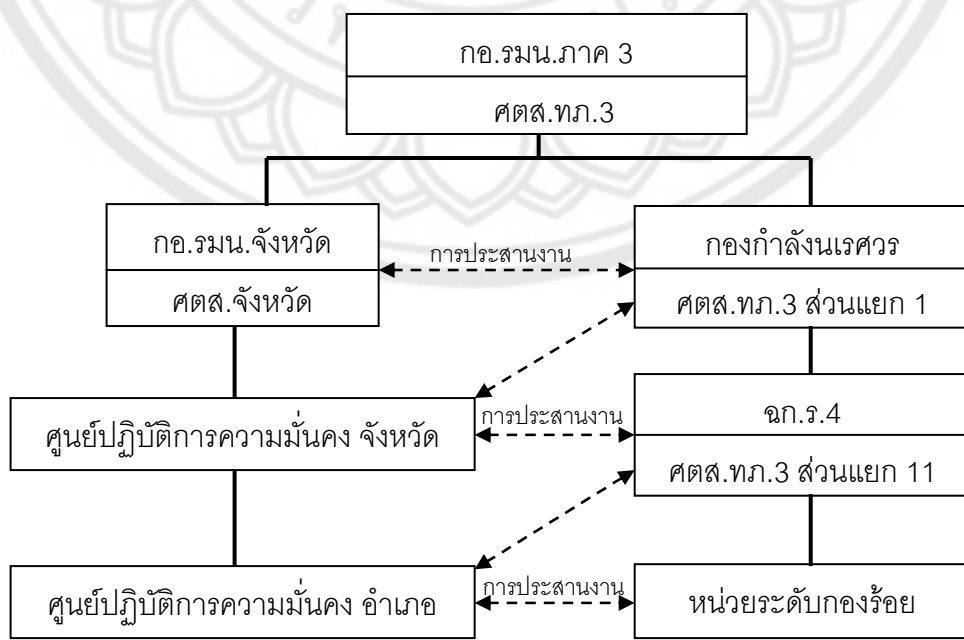 กอ.รมน.ภาค 3
ศตส.ทภ.3
กอ.รมน.จังหวัด
ศตส.จังหวัด
การประสานงาน
กองกำลังนเรศวร
ศตส.ทภ.3 ส่วนแยก 1
ศูนย์ปฏิบัติการความมั่นคง จังหวัด
การประสานงาน
ฉก.ร.4
ศตส.ทภ.3 ส่วนแยก 11
ศูนย์ปฏิบัติการความมั่นคง อำเภอ
การประสานงาน
หน่วยระดับกองร้อย